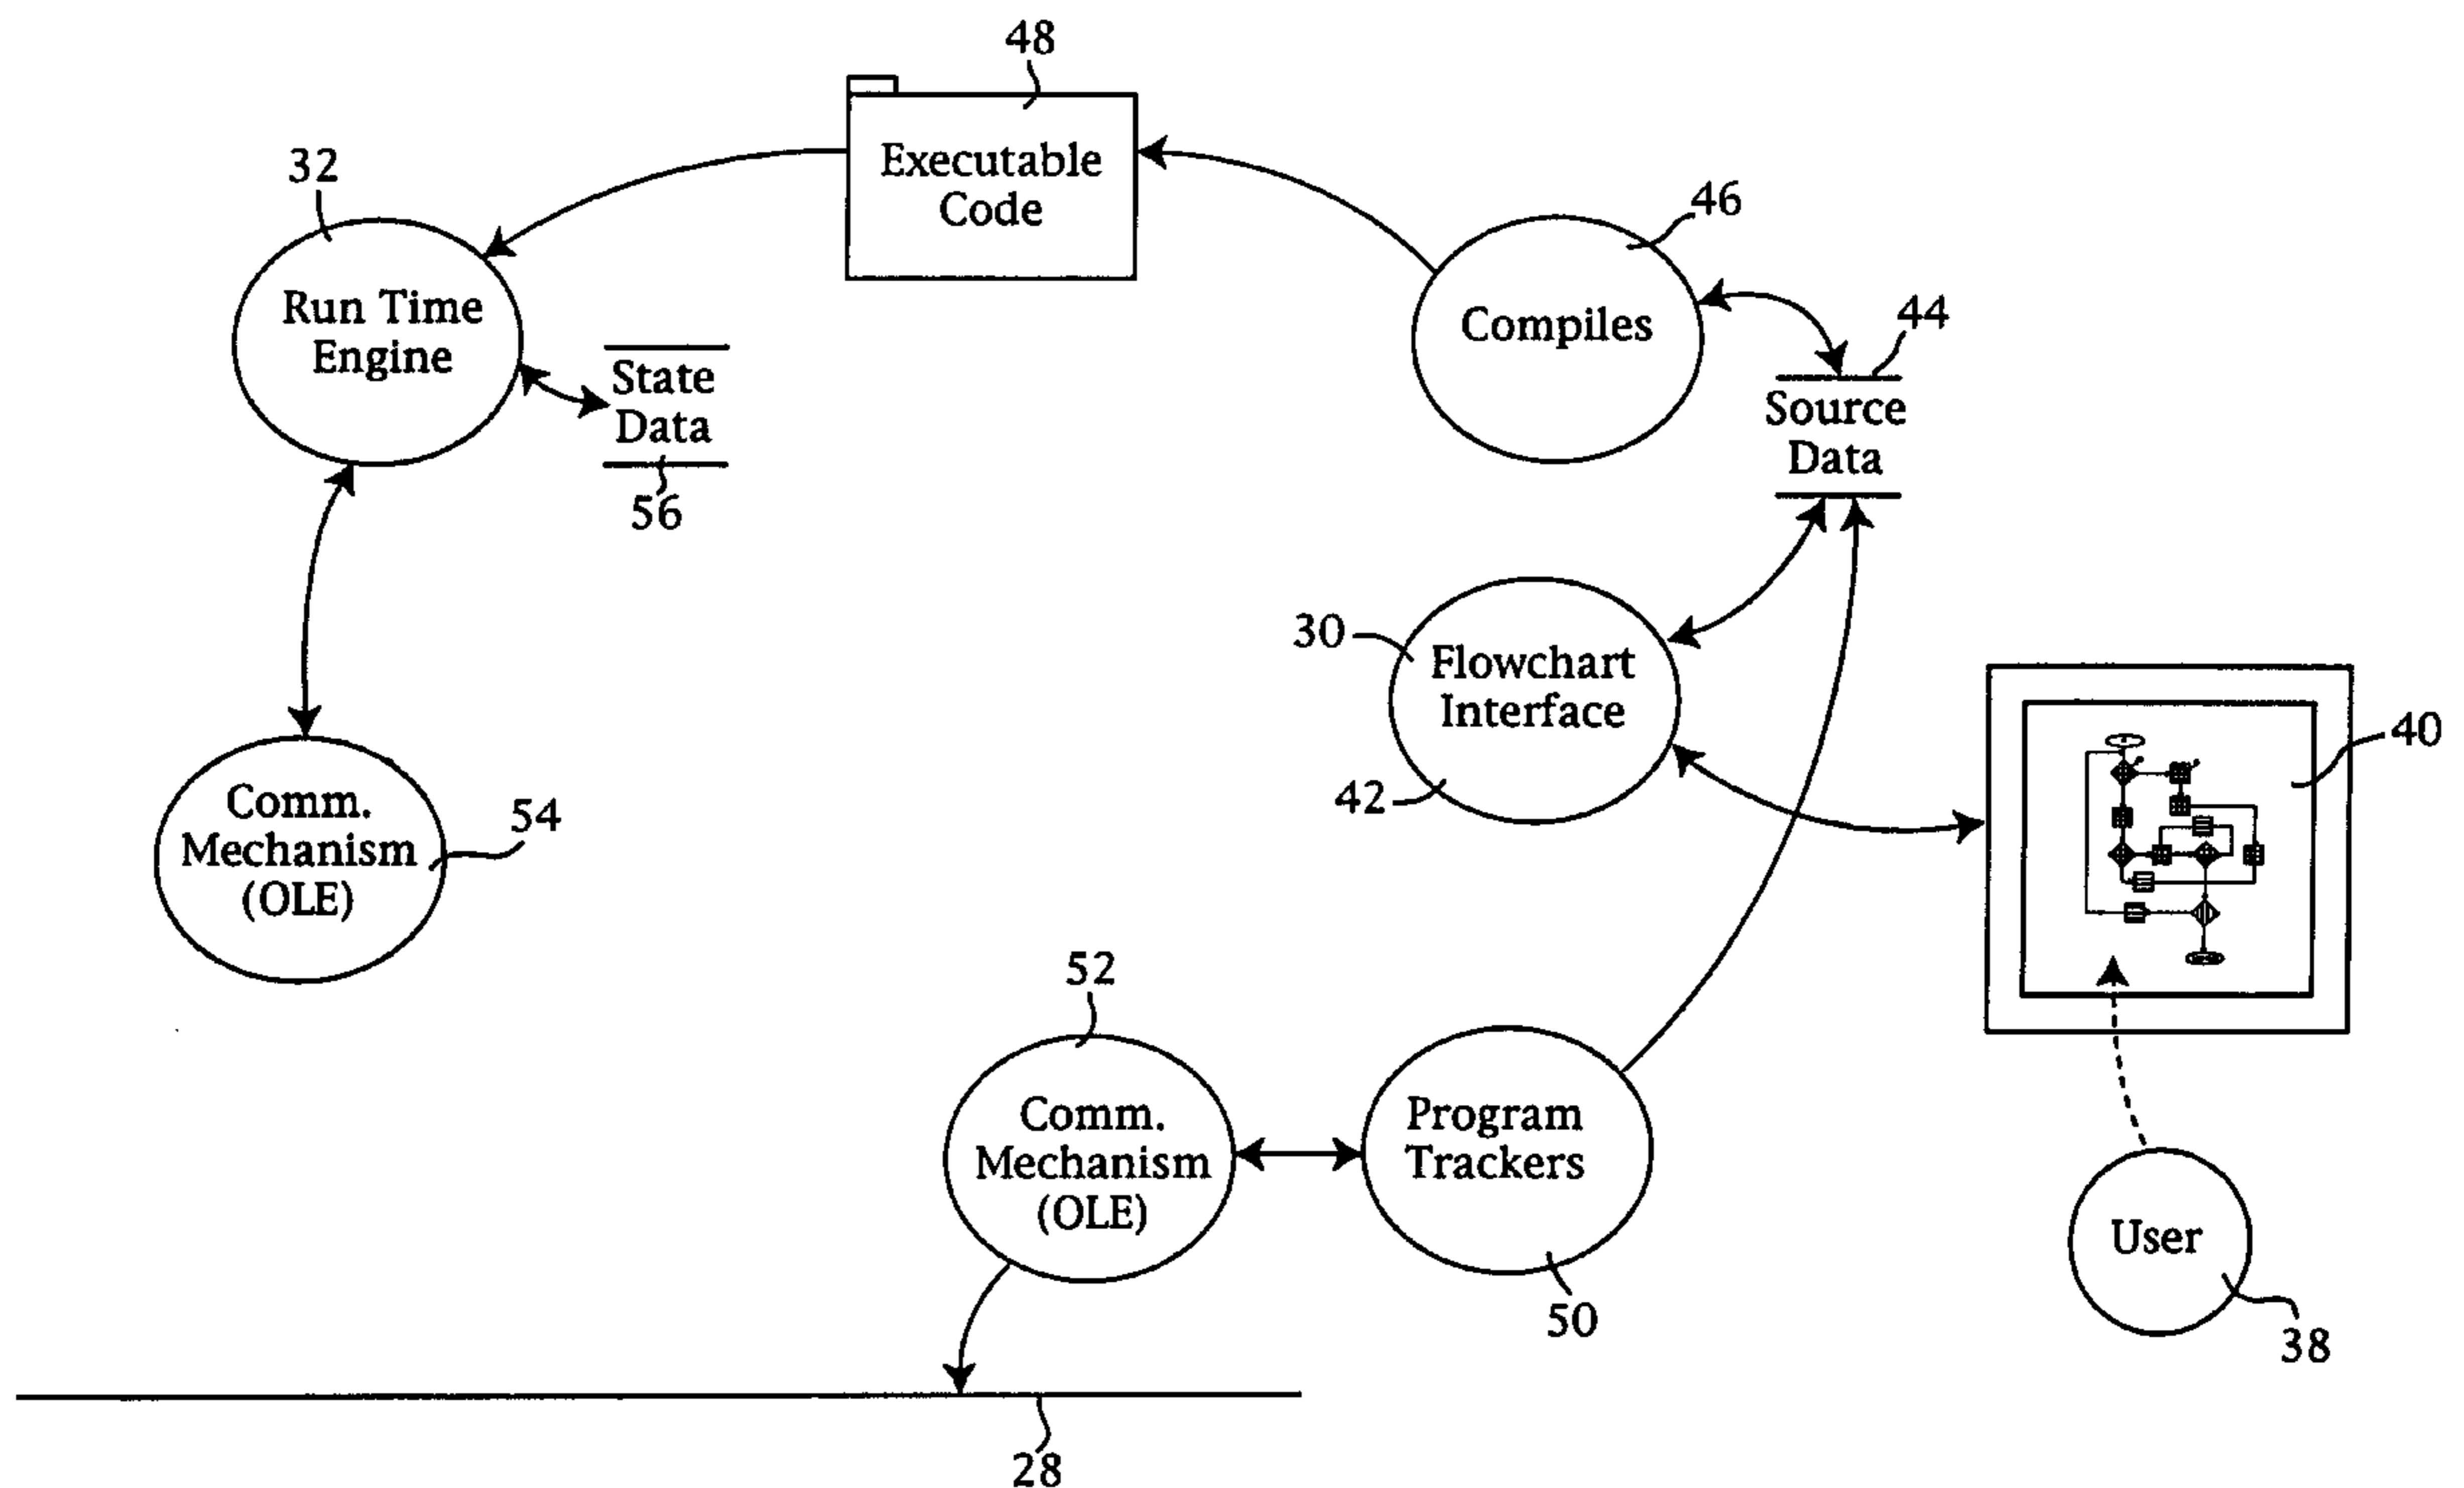 48
Executable
Code
32
Run Time
Engine
46
Compiles
44
Source
Data
State
Data
56
30
Flowchart
Interface
42
40
Comm.
Mechanism
(OLE)
54
52
Comm.
Mechanism
(OLE)
Program
Trackers
50
User
38
28